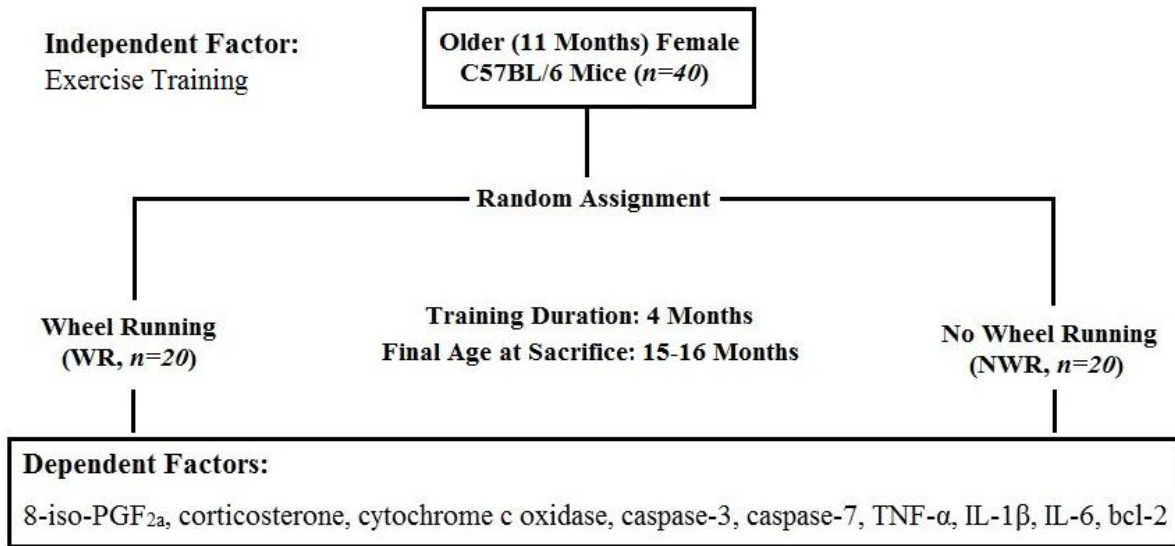 Independent Factor:
Exercise Training
Older (11 Months) Female
C57BL/6 Mice (n=40)
Random Assignment
Wheel Running
(WR, n=20)
Training Duration: 4 Months
Final Age at Sacrifice: 15-16 Months
No Wheel Running
(NWR, n=20)
Dependent Factors:
8-iso-PGF2a, corticosterone, cytochrome c oxidase, caspase-3, caspase-7, TNF-α, IL-1β, IL-6, bcl-2